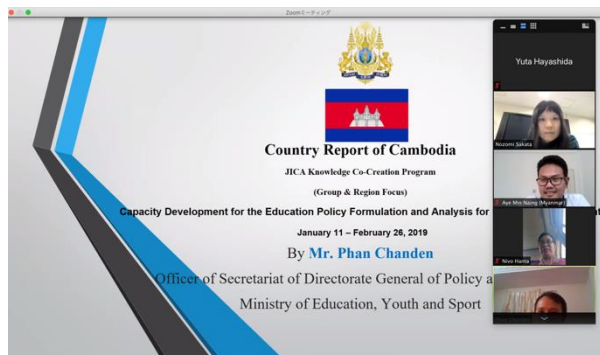 Zoomミーティング
Country Report of Cambodia
JICA Knowledge Co-Creation Program
(Group & Region Focus)
Capacity Development for the Education Policy Formulation and Analysis for
January 11 – February 26, 2019
By Mr. Phan Chanden
Officer of Secretariat of Directorate General of Policy a
Ministry of Education, Youth and Sport
Yuta Hayashida
Nozomi Sakata
Aye Min Naing (Myanmar)
Nivo Hanta